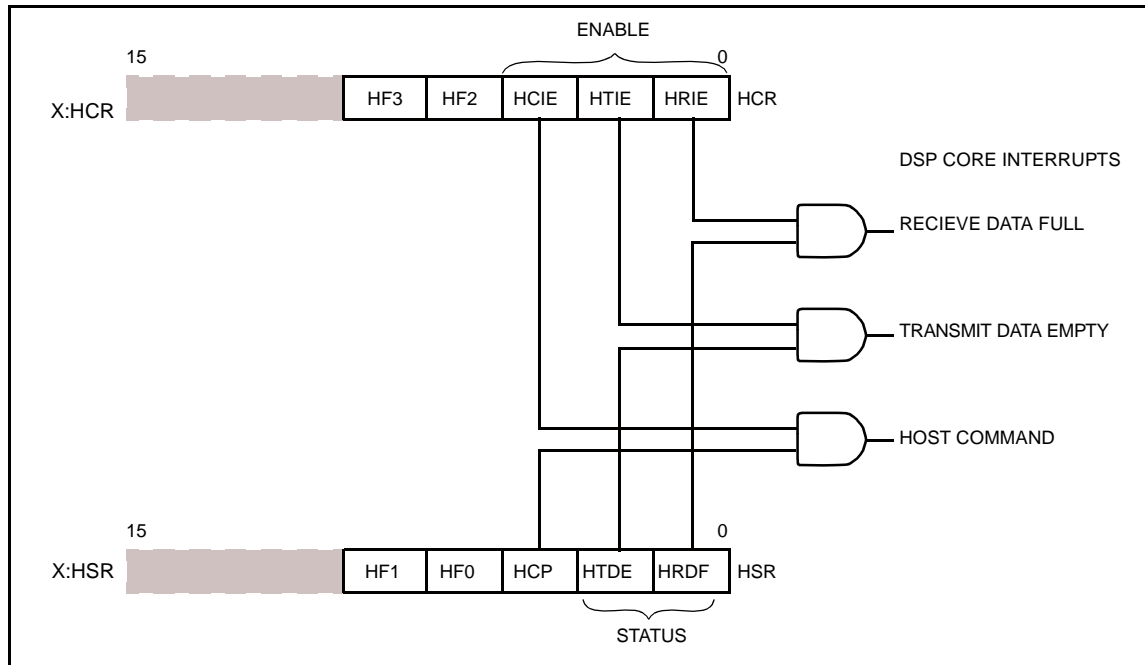 ENABLE
15 0
X:HCR HF3 HF2 HCIE HTIE HRIE HCR
DSP CORE INTERRUPTS
RECIEVE DATA FULL
TRANSMIT DATA EMPTY
HOST COMMAND
15 0
X:HSR HF1 HF0 HCP HTDE HRDF HSR
STATUS